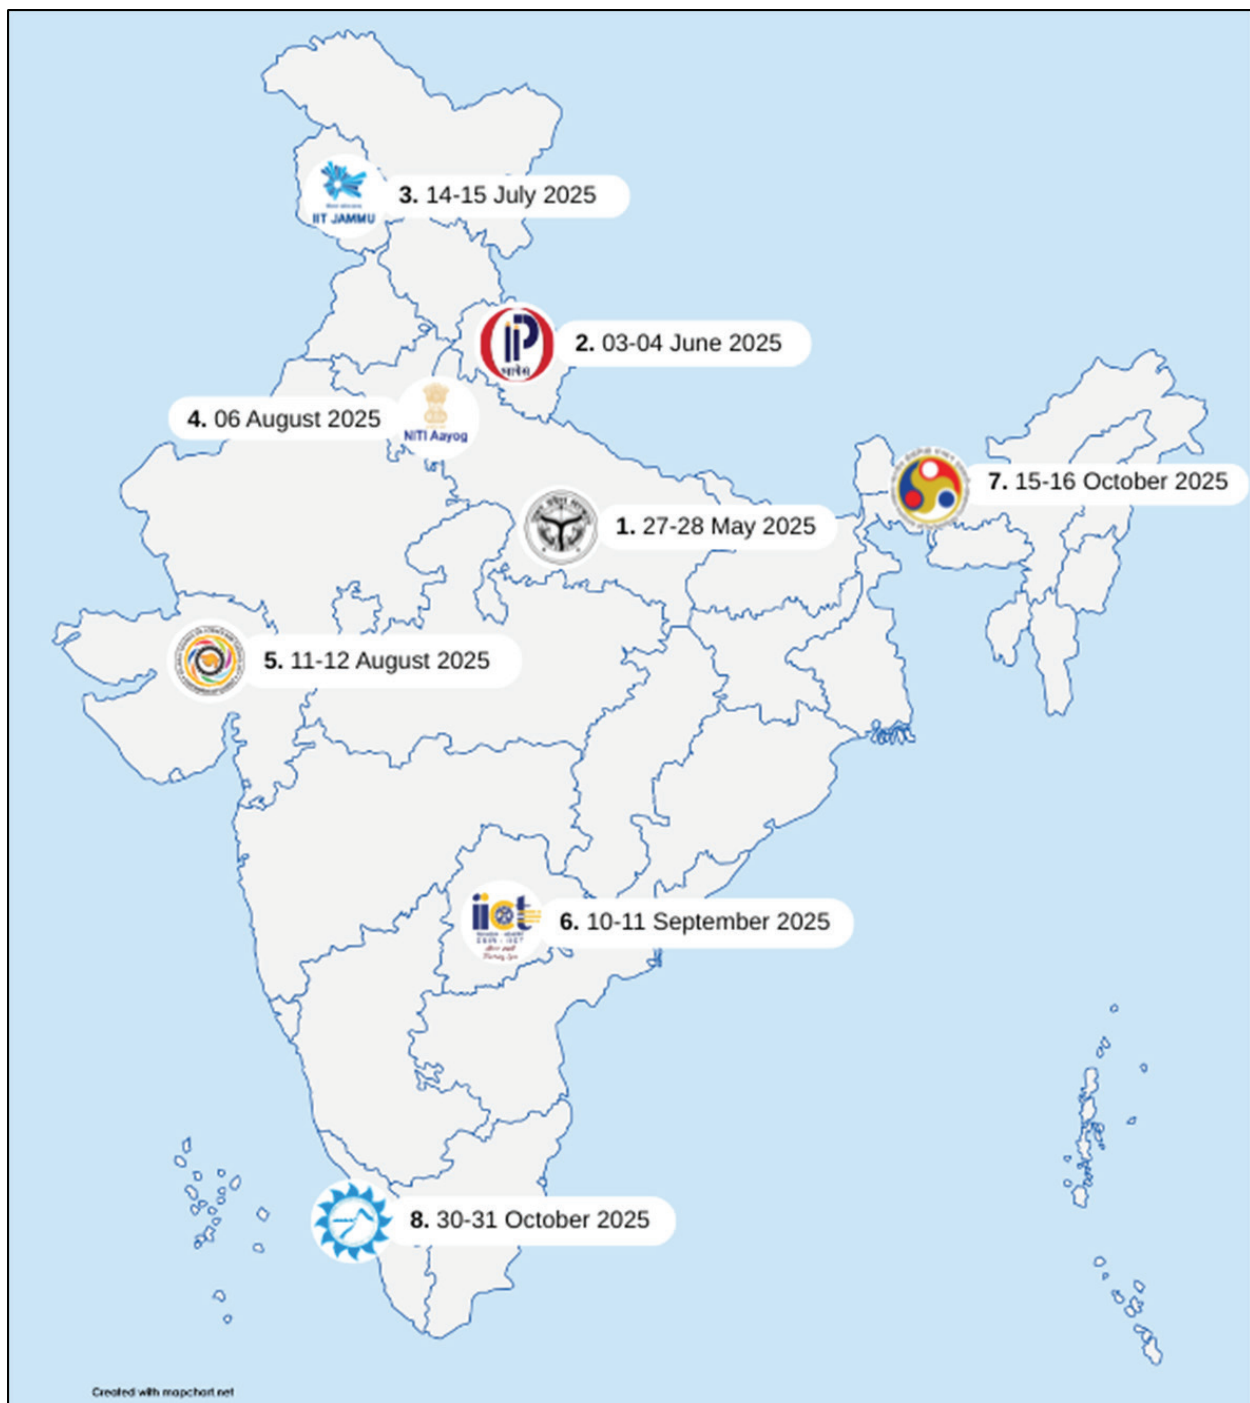 IIT JAMMU
3. 14-15 July 2025
2. 03-04 June 2025
4. 06 August 2025
NITI Aayog
7. 15-16 October 2025
1. 27-28 May 2025
5. 11-12 August 2025
iict
6. 10-11 September 2025
8. 30-31 October 2025
Created with mapchart.net